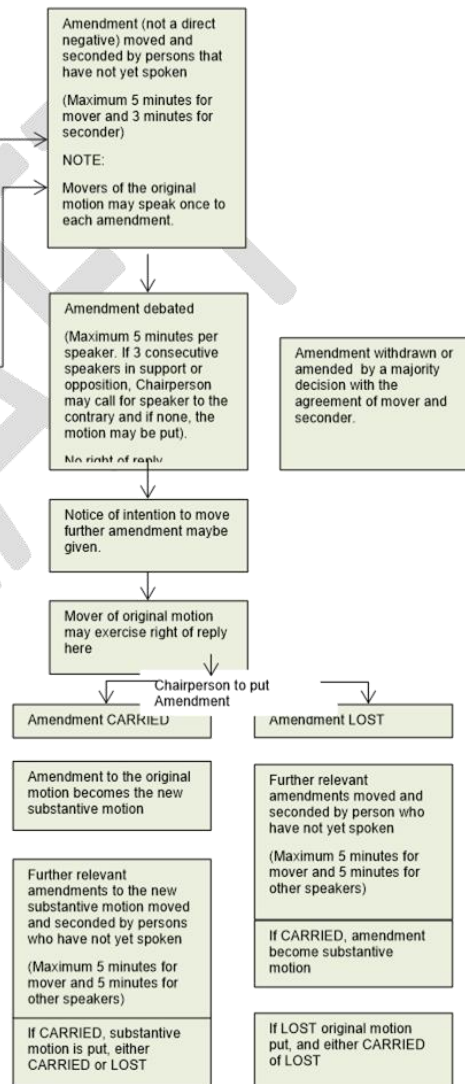 Amendment (not a direct
negative) moved and
seconded by persons that
have not yet spoken
(Maximum 5 minutes for
mover and 3 minutes for
seconder)
NOTE:
Movers of the original
motion may speak once to
each amendment.
Amendment debated
(Maximum 5 minutes per
speaker. If 3 consecutive
speakers in support or
opposition, Chairperson
may call for speaker to the
contrary and if none, the
motion may be put).
No right of reply
Amendment withdrawn or
amended by a majority
decision with the
agreement of mover and
seconder.
Notice of intention to move
further amendment maybe
given.
Mover of original motion
may exercise right of reply
here
Chairperson to put
Amendment
Amendment CARRIED
Amendment to the original
motion becomes the new
substantive motion
Further relevant
amendments to the new
substantive motion moved
and seconded by persons
who have not yet spoken
(Maximum 5 minutes for
mover and 5 minutes for
other speakers)
If CARRIED, substantive
motion is put, either
CARRIED or LOST
Amendment LOST
Further relevant
amendments moved and
seconded by person who
have not yet spoken
(Maximum 5 minutes for
mover and 5 minutes for
other speakers)
If CARRIED, amendment
become substantive
motion
If LOST original motion
put, and either CARRIED
of LOST